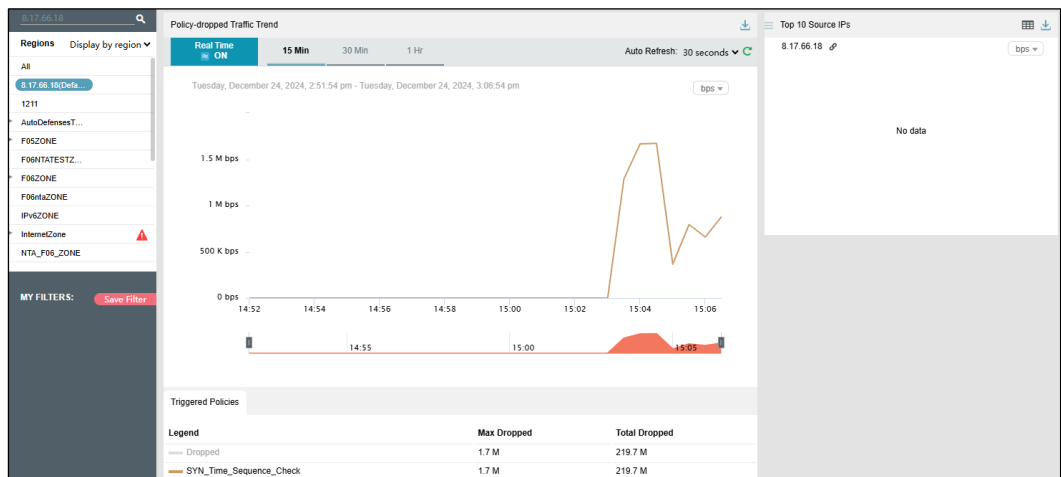 8.17.66.18
Regions Display by region
All
8.17.66.18(Defa...
1211
AutoDefensesT...
F05ZONE
F06NTATESTZ...
F06ZONE
F06ntaZONE
IPv6ZONE
InternetZone
NTA_F06_ZONE
MY FILTERS: Save Filter
Policy-dropped Traffic Trend
Real Time
ON
15 Min 30 Min 1 Hr
Auto Refresh: 30 seconds
Tuesday, December 24, 2024, 2:51:54 pm - Tuesday, December 24, 2024, 3:06:54 pm
bps
1.5 M bps
1 M bps
500 K bps
0 bps
14:52 14:54 14:56 14:58 15:00 15:02 15:04 15:06
14:55 15:00 15:05
Triggered Policies
Legend Max Dropped Total Dropped
Dropped 1.7 M 219.7 M
SYN_Time_Sequence_Check 1.7 M 219.7 M
Top 10 Source IPs
8.17.66.18 bps
No data